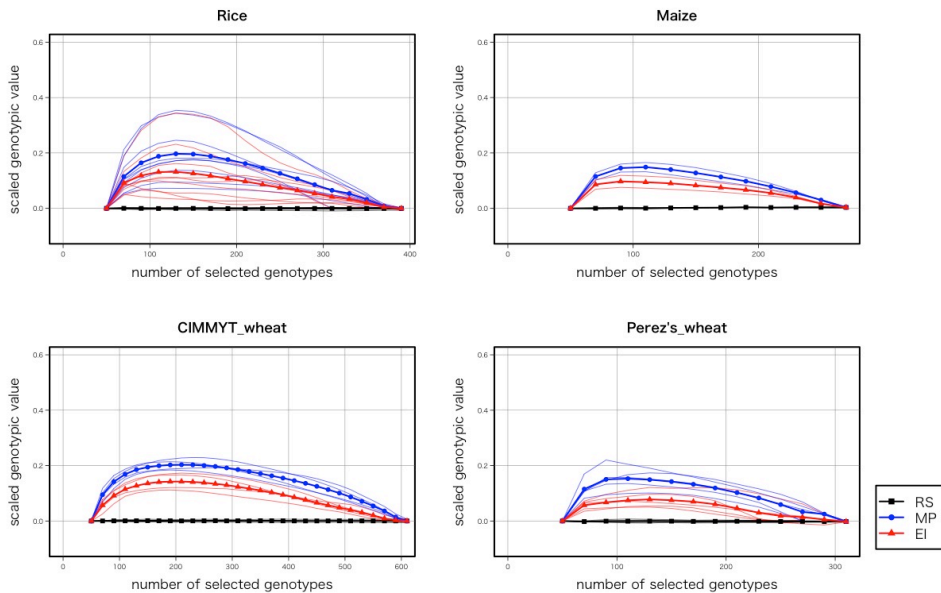 Rice
scaled genotypic value
0.6
0.4
0.2
0.0
0 100 200 300 400
number of selected genotypes
Maize
scaled genotypic value
0.6
0.4
0.2
0.0
0 100 200
number of selected genotypes
CIMMYT_wheat
scaled genotypic value
0.6
0.4
0.2
0.0
0 100 200 300 400 500 600
number of selected genotypes
Perez's_wheat
scaled genotypic value
0.6
0.4
0.2
0.0
0 100 200 300
number of selected genotypes
RS
MP
EI